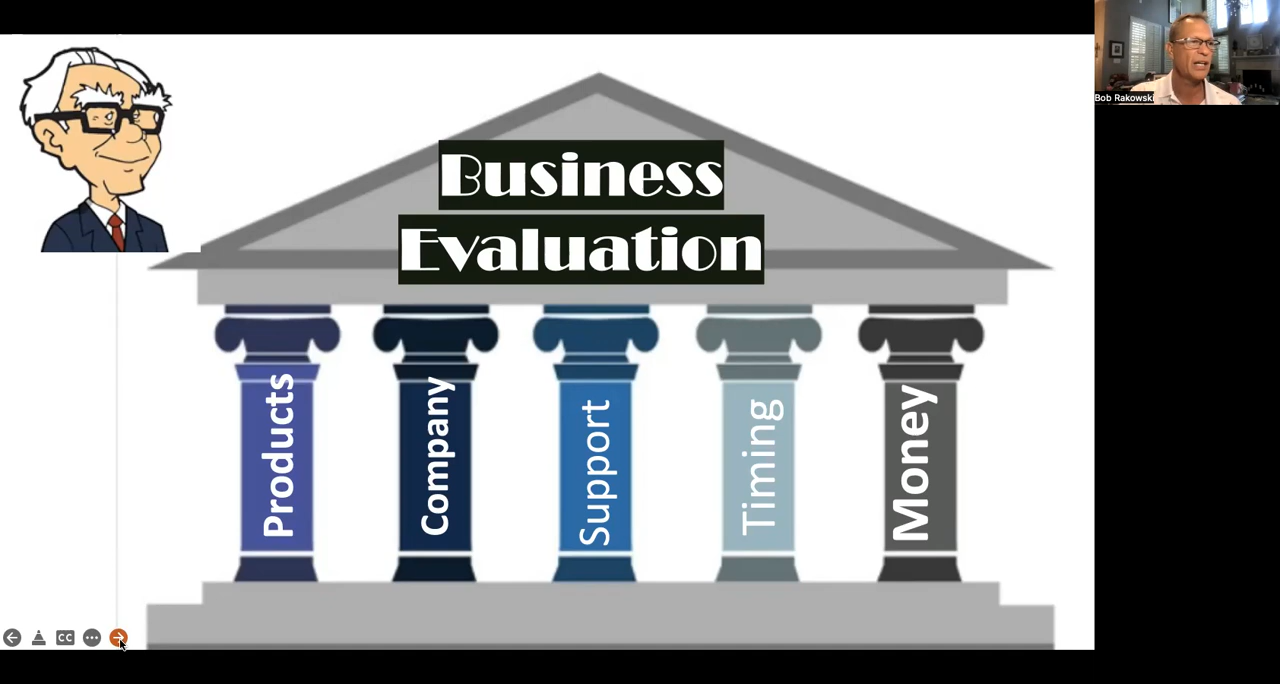 Business
Evaluation
Products
Company
Support
Timing
Money
Bob Rakowski
CC